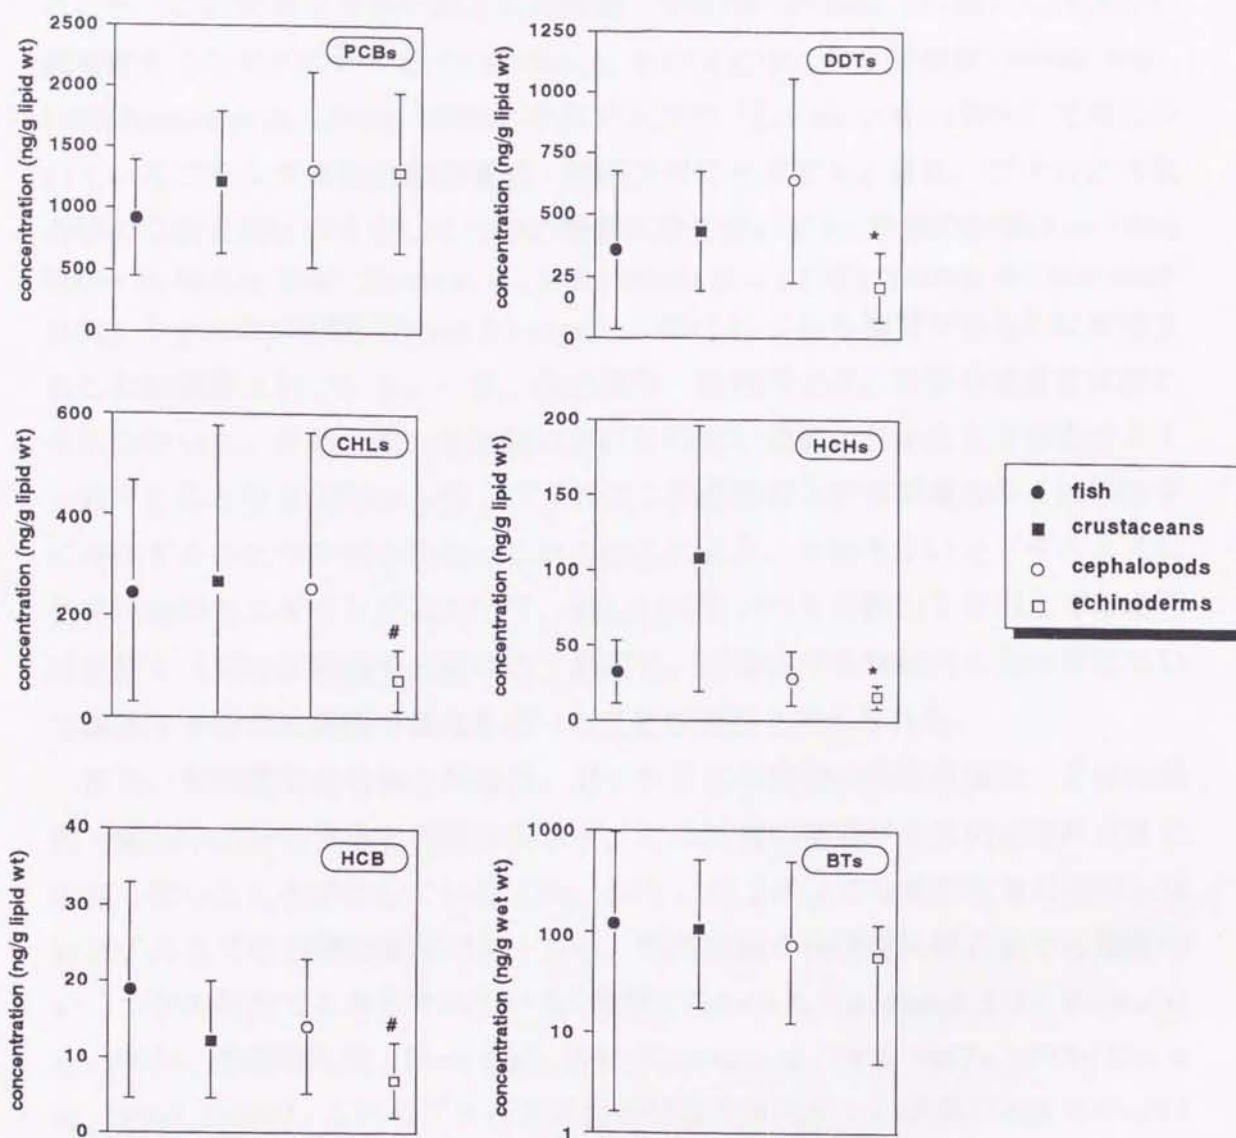 PCBs
concentration (ng/g lipid wt)
2500
2000
1500
1000
500
0
DDTs
concentration (ng/g lipid wt)
1250
1000
750
500
25
0
0
CHLs
concentration (ng/g lipid wt)
600
400
200
0
#
HCHs
concentration (ng/g lipid wt)
200
150
100
50
0
*
*
fish
crustaceans
cephalopods
echinoderms
HCB
concentration (ng/g lipid wt)
40
30
20
10
0
#
BTs
concentration (ng/g wet wt)
1000
100
10
1